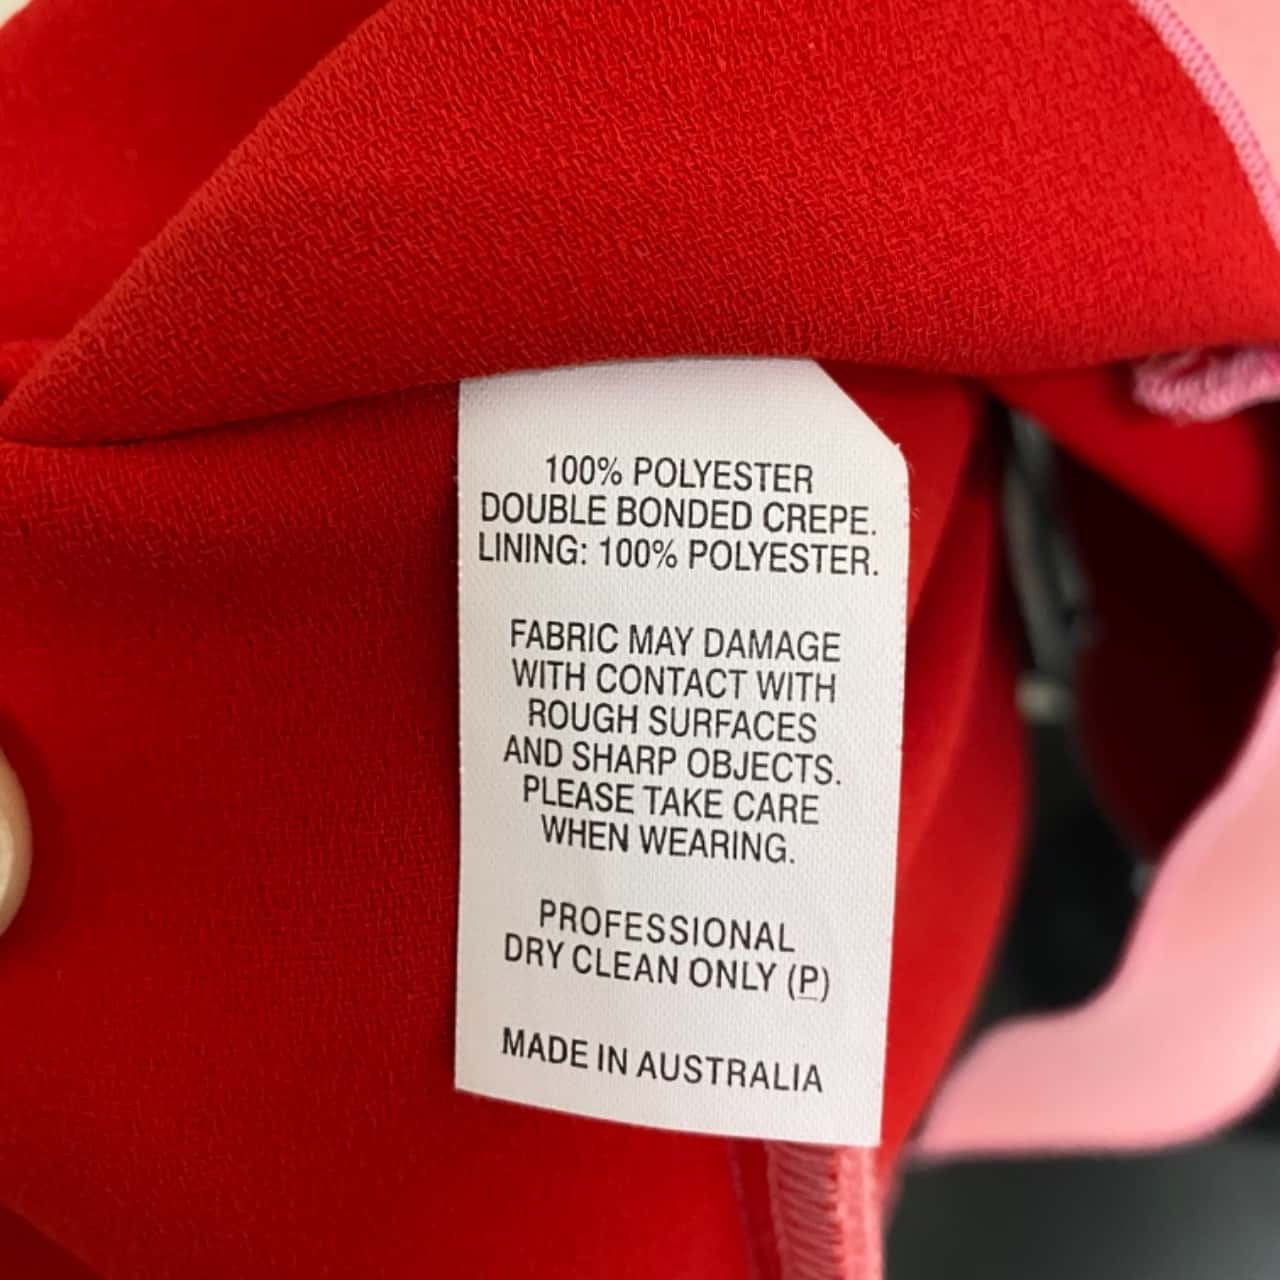 100% POLYESTER
DOUBLE BONDED CREPE.
LINING: 100% POLYESTER.
FABRIC MAY DAMAGE
WITH CONTACT WITH
ROUGH SURFACES
AND SHARP OBJECTS.
PLEASE TAKE CARE
WHEN WEARING.
PROFESSIONAL
DRY CLEAN ONLY (P)
MADE IN AUSTRALIA